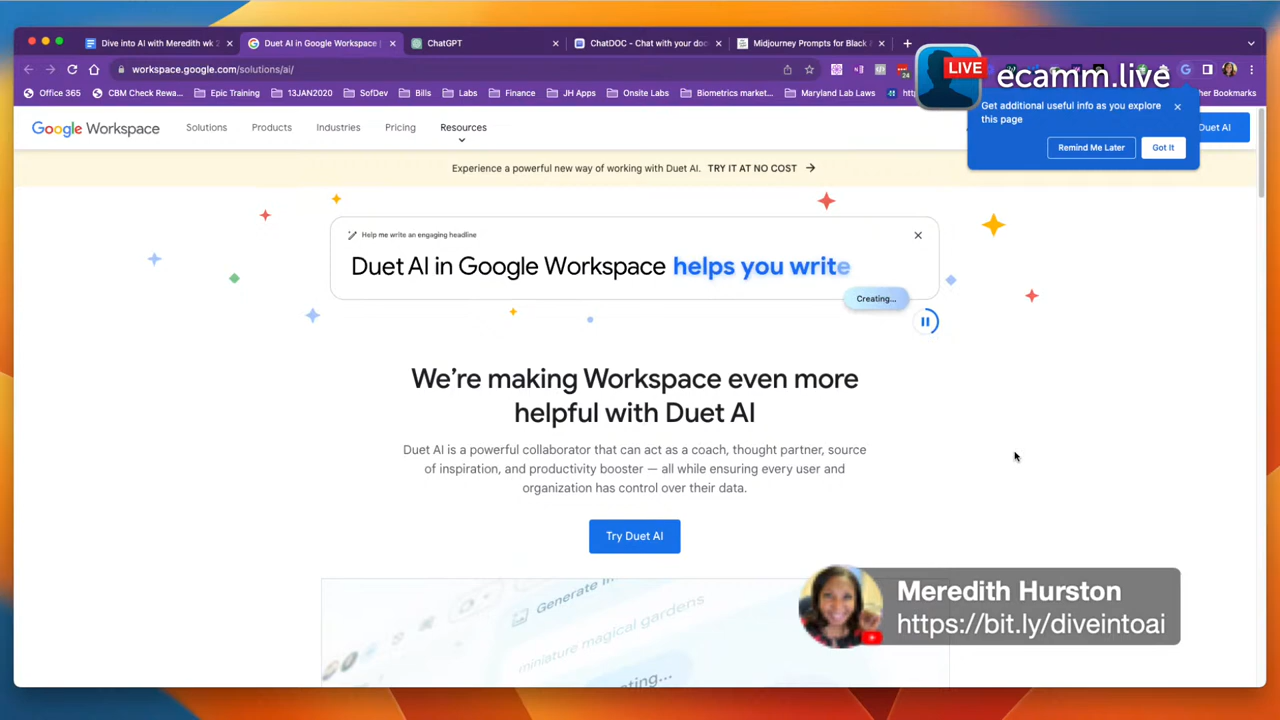 Dive into AI with Meredith wk 2
Duet AI in Google Workspace |
ChatGPT
ChatDOC - Chat with your doc
Midjourney Prompts for Black &
LIVE
ecamm.live
workspace.google.com/solutions/ai/
24
Office 365
CBM Check Rewa...
Epic Training
13JAN2020
SofDev
Bills
Labs
Finance
JH Apps
Onsite Labs
Biometrics market...
Maryland Lab Laws
her Bookmarks
Get additional useful info as you explore
this page
Remind Me Later
Got It
Google Workspace
Solutions
Products
Industries
Pricing
Resources
Duet AI
Experience a powerful new way of working with Duet AI. TRY IT AT NO COST
Help me write an engaging headline
Duet AI in Google Workspace helps you write
Creating...
We’re making Workspace even more
helpful with Duet AI
Duet AI is a powerful collaborator that can act as a coach, thought partner, source
of inspiration, and productivity booster — all while ensuring every user and
organization has control over their data.
Try Duet AI
Generate
miniature magical gardens
Meredith Hurston
https://bit.ly/diveintoai